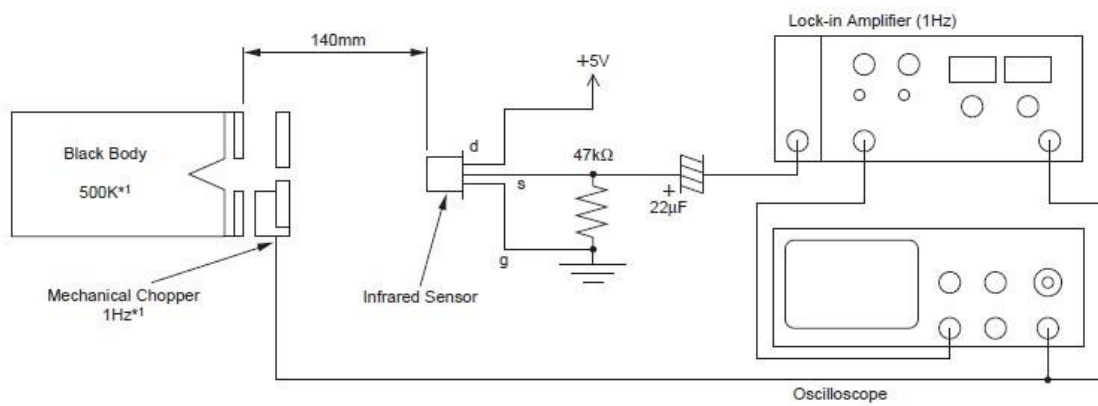 Lock-in Amplifier (1Hz)
140mm
+5V
Black Body
500K*1
d
s
g
47kΩ
+
22μF
Mechanical Chopper
1Hz*1
Infrared Sensor
Oscilloscope